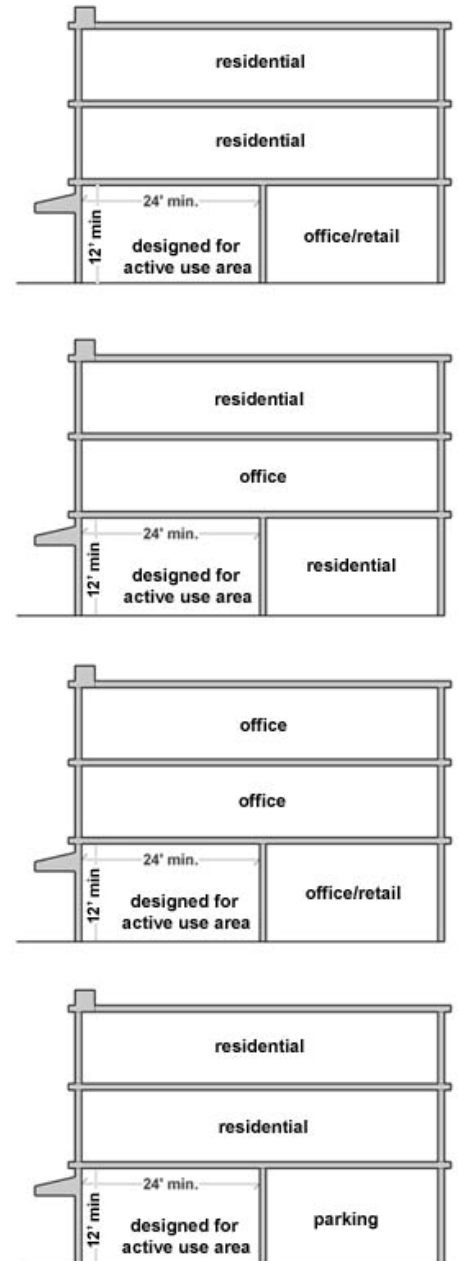 residential
residential
24' min.
12' min
designed for
active use area
office/retail
residential
office
24' min.
12' min
designed for
active use area
residential
office
office
24' min.
12' min
designed for
active use area
office/retail
residential
residential
24' min.
12' min
designed for
active use area
parking